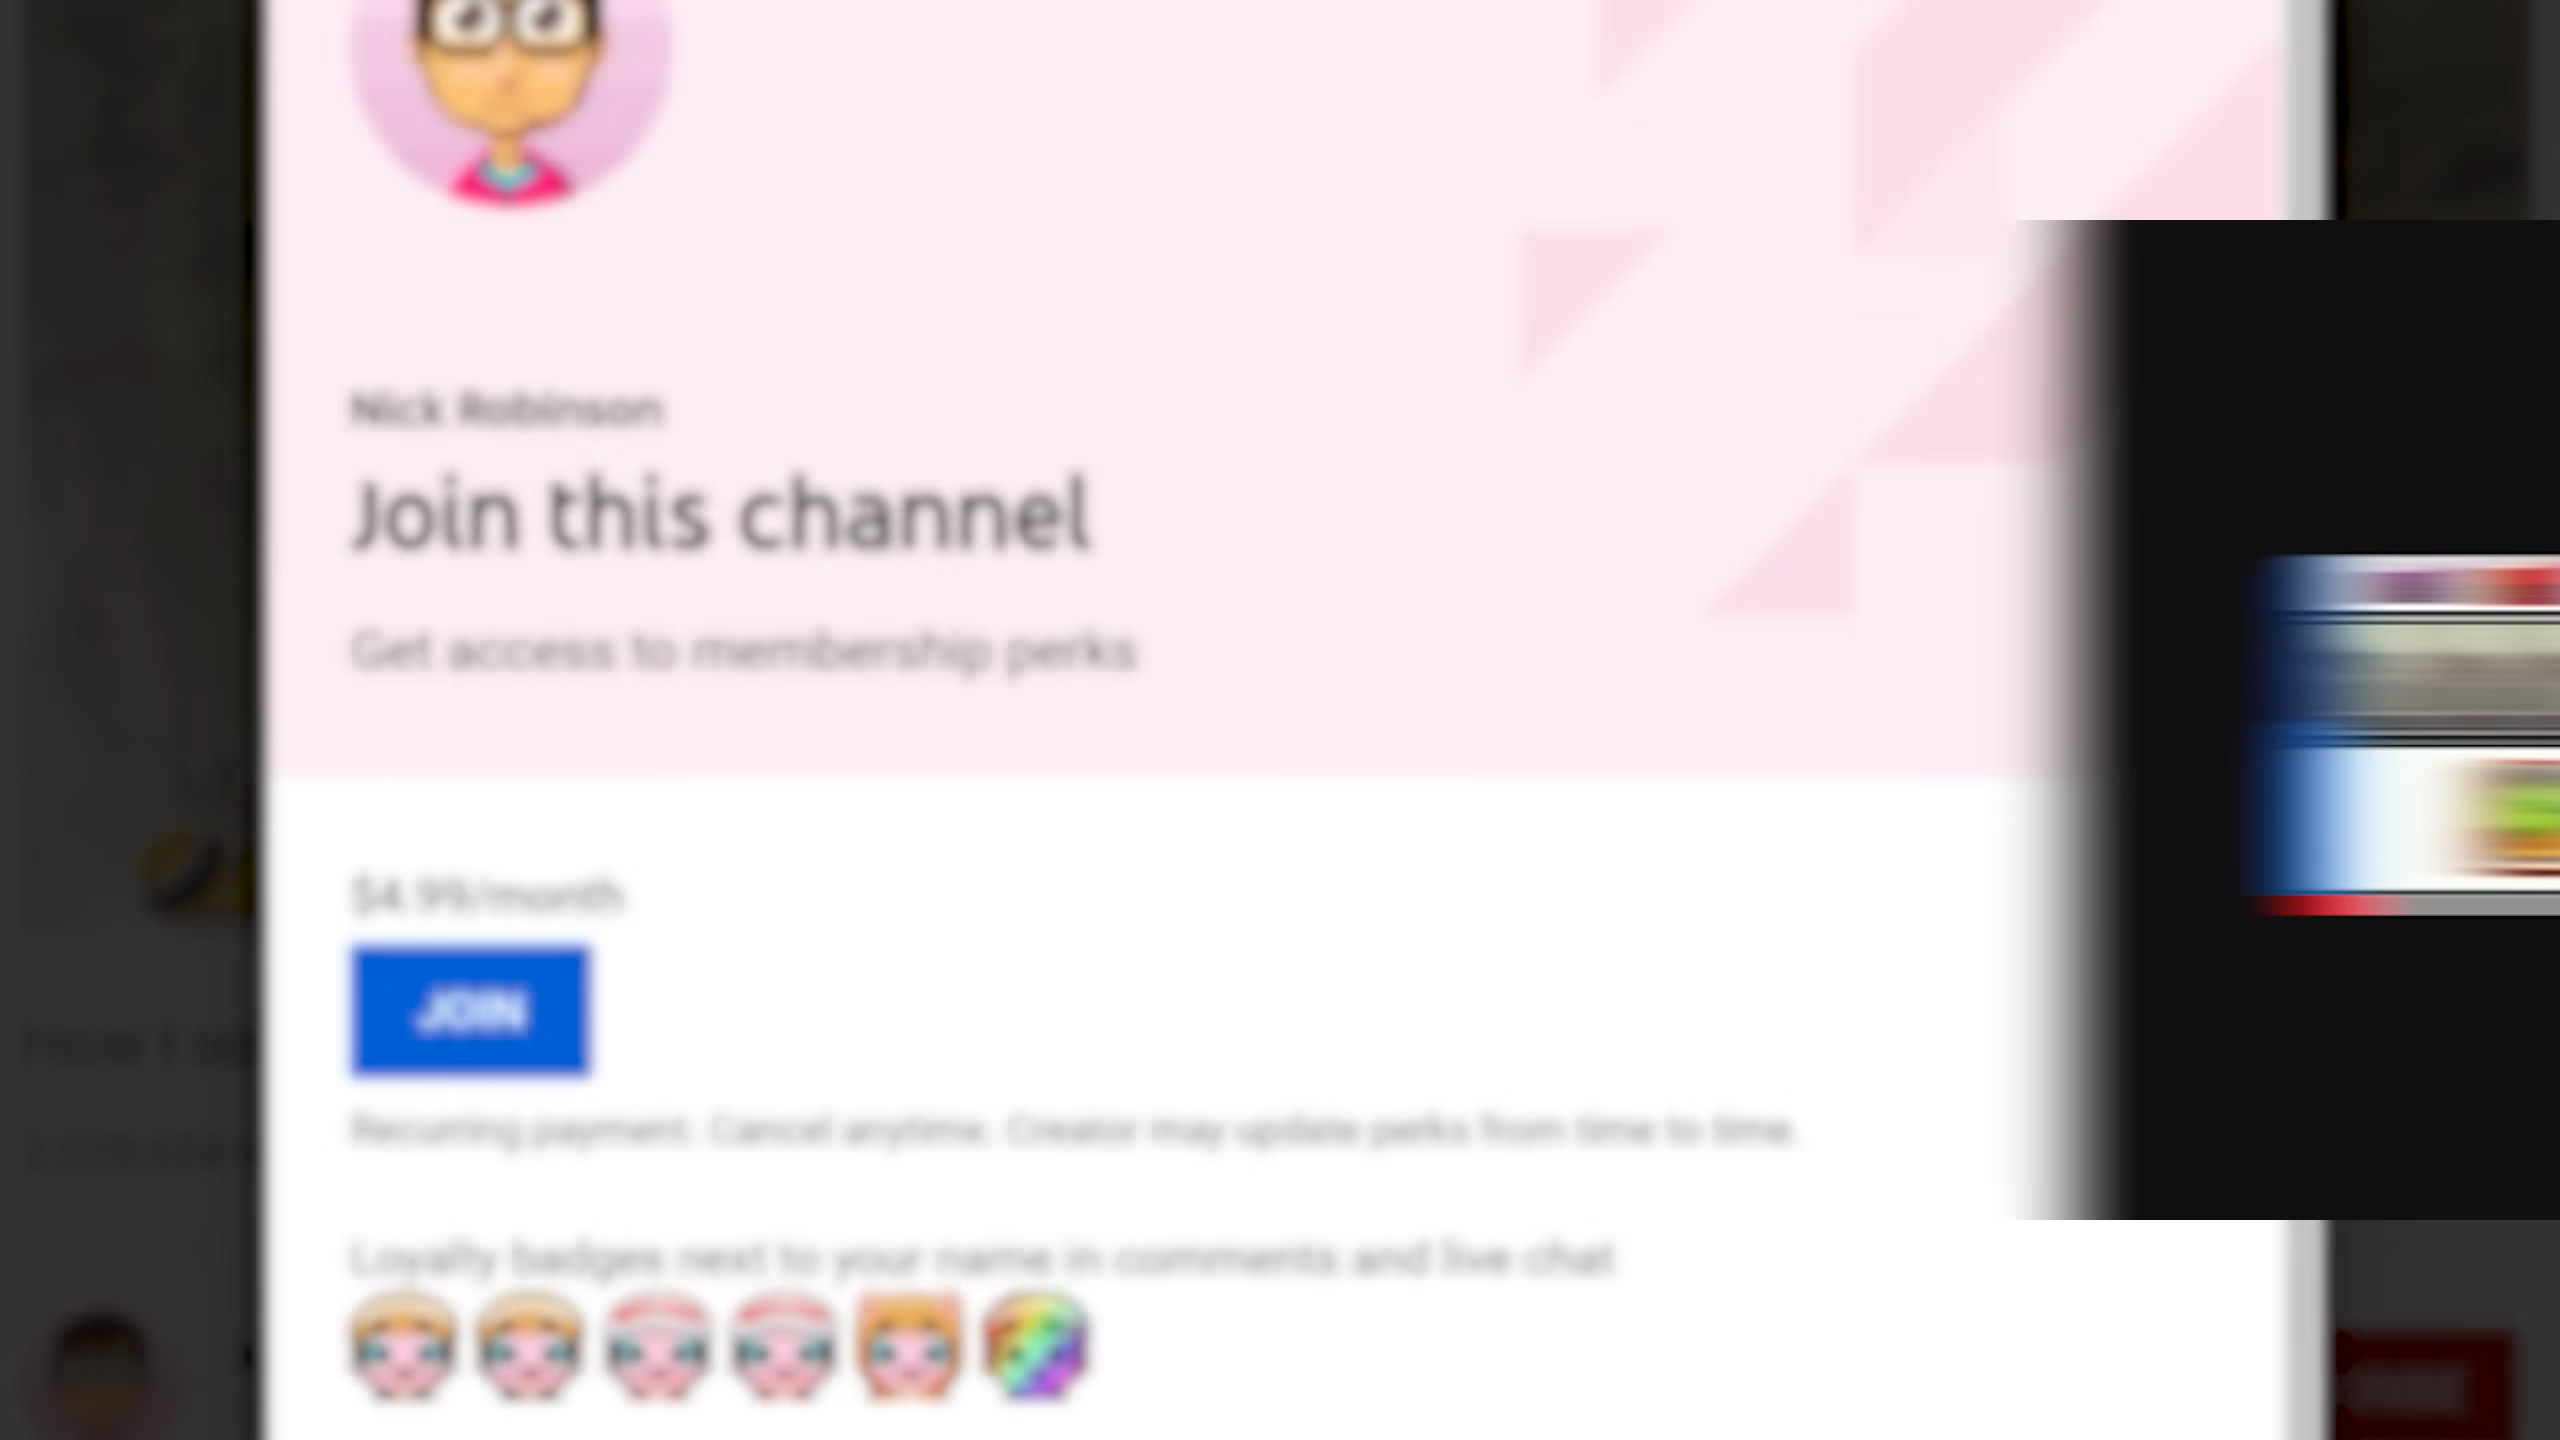 Nick Robinson
Join this channel
Get access to membership perks
$4.99/month
JOIN
Recurring payment. Cancel anytime. Creator may update perks from time to time.
Loyalty badges next to your name in comments and live chat
How I